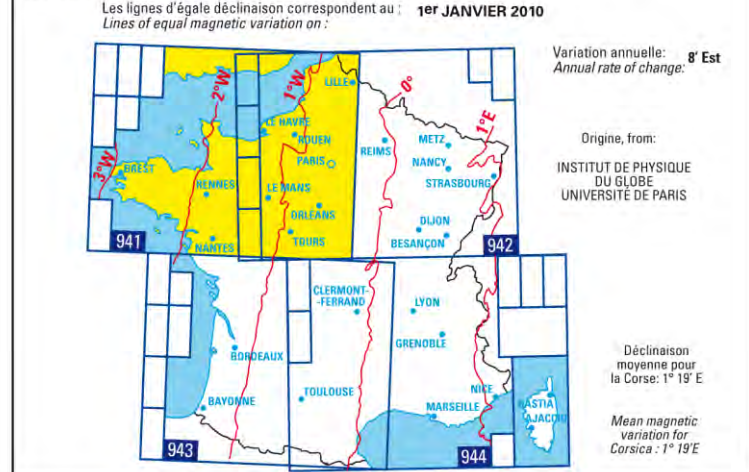 Les lignes d'égale déclinaison correspondent au : 1er JANVIER 2010
Lines of equal magnetic variation on :
Variation annuelle: 8' Est
Annual rate of change:
Origine, from:
INSTITUT DE PHYSIQUE
DU GLOBE
UNIVERSITÉ DE PARIS
3°W
2°W
1°W
0°
1°E
LILLE
LE HAVRE
ROUEN
REIMS
METZ
PARIS
NANCY
STRASBOURG
BREST
RENNES
LE MANS
ORLÉANS
DIJON
TOURS
BESANÇON
NANTES
941
942
CLERMONT-
-FERRAND
LYON
GRENOBLE
BORDEAUX
BAYONNE
TOULOUSE
NICE
MARSEILLE
BASTIA
AJACCIO
943
944
Déclinaison
moyenne pour
la Corse: 1° 19' E
Mean magnetic
variation for
Corsica : 1° 19'E